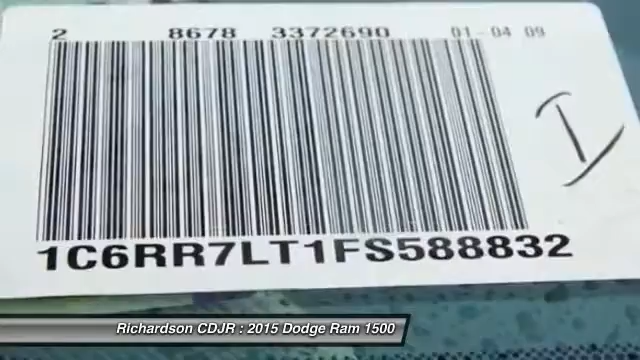 2 8678 3372690 01-04 09
I
1C6RR7LT1FS588832
Richardson CDJR : 2015 Dodge Ram 1500